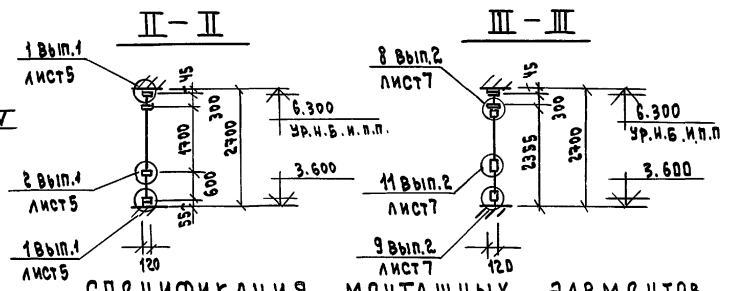 II - II
1 Вып.1
лист5
45
300
1700
2700
600
55
2 Вып.1
лист5
1 Вып.1
лист5
120
6.300
ур.н.б.и.п.п.
3.600
III - III
8 Вып.2
лист7
45
300
2355
2700
11 Вып.2
лист7
9 Вып.2
лист7
120
6.300
ур.н.б.и.п.п
3.600
спецификация монтажных элементов